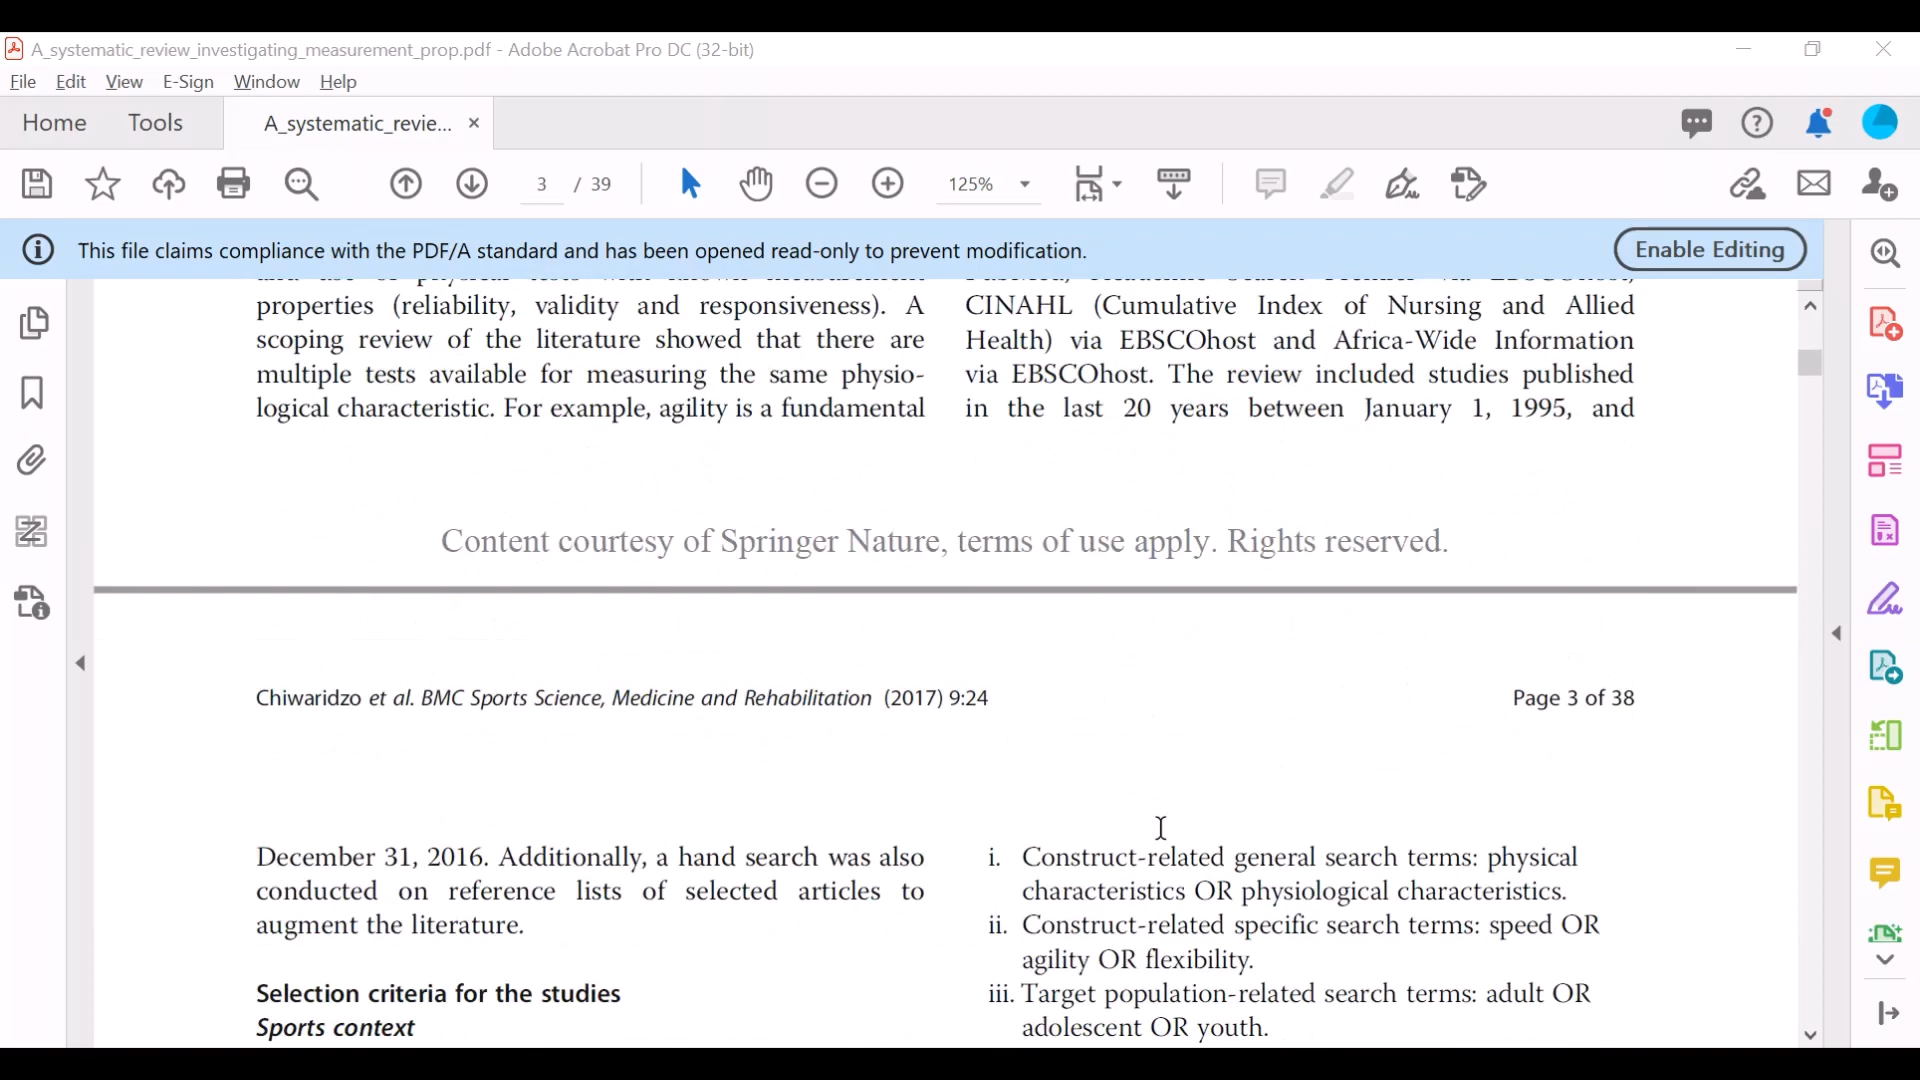 A_systematic_review_investigating_measurement_prop.pdf - Adobe Acrobat Pro DC (32-bit)
File Edit View E-Sign Window Help
Home Tools A_systematic_revie... ×
3 / 39 125%
This file claims compliance with the PDF/A standard and has been opened read-only to prevent modification.
Enable Editing
properties (reliability, validity and responsiveness). A
scoping review of the literature showed that there are
multiple tests available for measuring the same physio-
logical characteristic. For example, agility is a fundamental
CINAHL (Cumulative Index of Nursing and Allied
Health) via EBSCOhost and Africa-Wide Information
via EBSCOhost. The review included studies published
in the last 20 years between January 1, 1995, and
Content courtesy of Springer Nature, terms of use apply. Rights reserved.
Chiwaridzo et al. BMC Sports Science, Medicine and Rehabilitation (2017) 9:24
Page 3 of 38
December 31, 2016. Additionally, a hand search was also
conducted on reference lists of selected articles to
augment the literature.
Selection criteria for the studies
Sports context
i. Construct-related general search terms: physical
characteristics OR physiological characteristics.
ii. Construct-related specific search terms: speed OR
agility OR flexibility.
iii. Target population-related search terms: adult OR
adolescent OR youth.